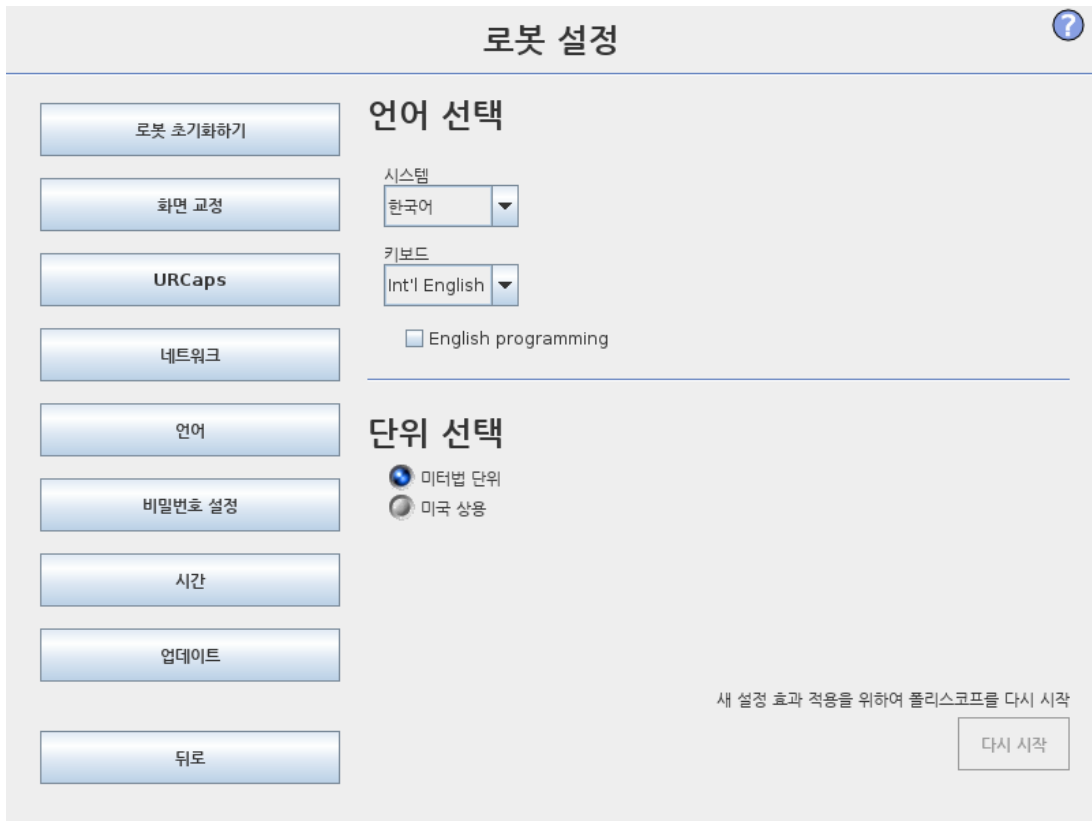 로봇 설정
?
로봇 초기화하기
화면 교정
URCaps
네트워크
언어
비밀번호 설정
시간
업데이트
뒤로
언어 선택
시스템
한국어
키보드
Int'l English
English programming
단위 선택
미터법 단위
미국 상용
새 설정 효과 적용을 위하여 폴리스코프를 다시 시작
다시 시작